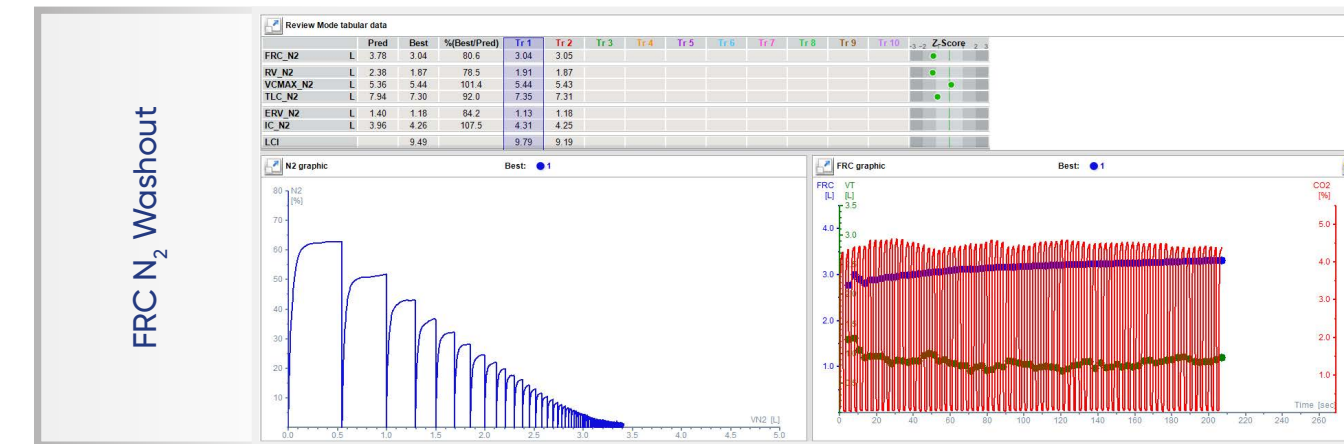 FRC N2 Washout
Review Mode tabular data
Pred Best %(Best/Pred) Tr 1 Tr 2 Tr 3 Tr 4 Tr 5 Tr 6 Tr 7 Tr 8 Tr 9 Tr 10 -3 -2 Z-Score 2 3
FRC_N2 L 3.78 3.04 80.6 3.04 3.05
RV_N2 L 2.38 1.87 78.5 1.91 1.87
VCMAX_N2 L 5.36 5.44 101.4 5.44 5.43
TLC_N2 L 7.94 7.30 92.0 7.35 7.31
ERV_N2 L 1.40 1.18 84.2 1.13 1.18
IC_N2 L 3.96 4.26 107.5 4.31 4.25
LCI 9.49 9.79 9.19
N2 graphic Best: 1
80 N2
[%]
70
60
50
40
30
20
10
VN2 [L]
0.0 0.5 1.0 1.5 2.0 2.5 3.0 3.5 4.0 4.5 5.0
FRC graphic Best: 1
FRC VT CO2
[L] [L] [%]
3.5
4.0 5.0
3.0
3.0 4.0
2.0 3.0
2.0
1.0 1.0
Time [sec]
0 20 40 60 80 100 120 140 160 180 200 220 240 260